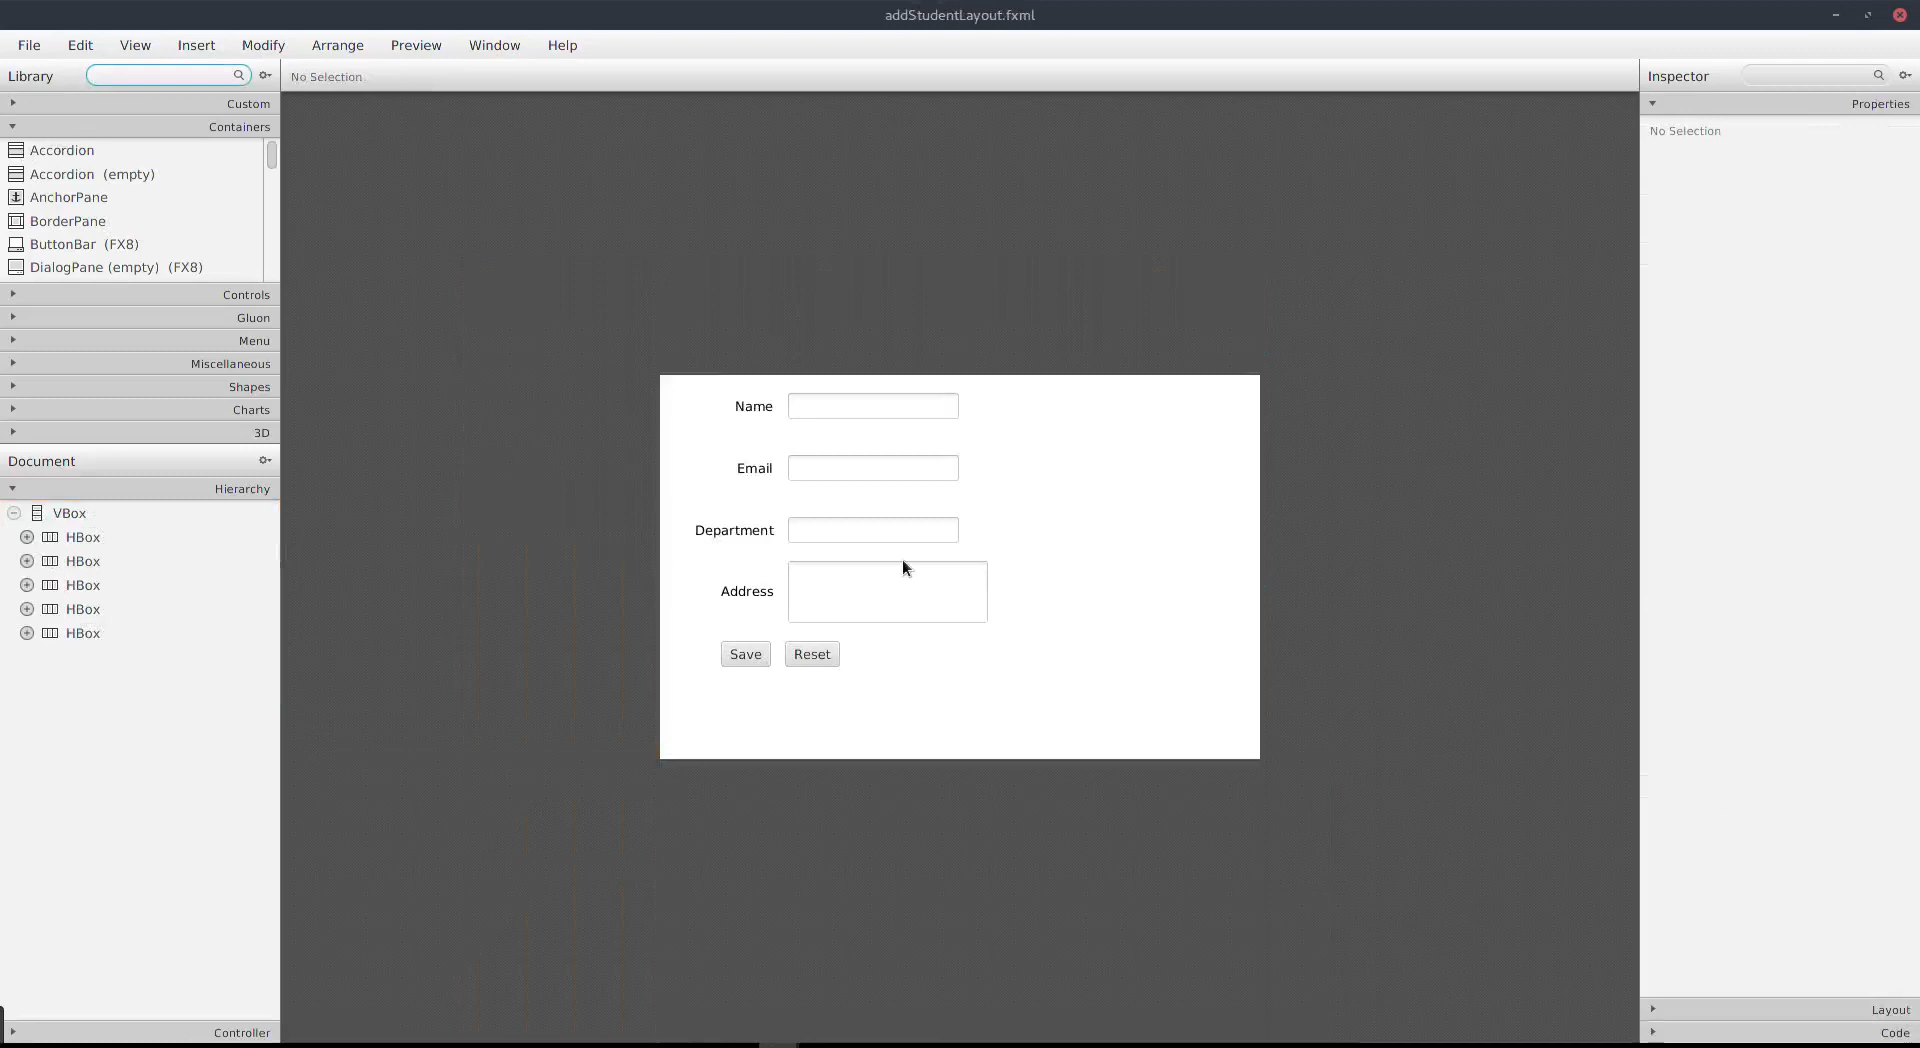 addStudentLayout.fxml
File Edit View Insert Modify Arrange Preview Window Help
Library
No Selection
Inspector
Custom
Containers
Accordion
Accordion (empty)
AnchorPane
BorderPane
ButtonBar (FX8)
DialogPane (empty) (FX8)
Controls
Gluon
Menu
Miscellaneous
Shapes
Charts
3D
Document
Hierarchy
VBox
HBox
HBox
HBox
HBox
HBox
Controller
Name
Email
Department
Address
Save Reset
Properties
No Selection
Layout
Code